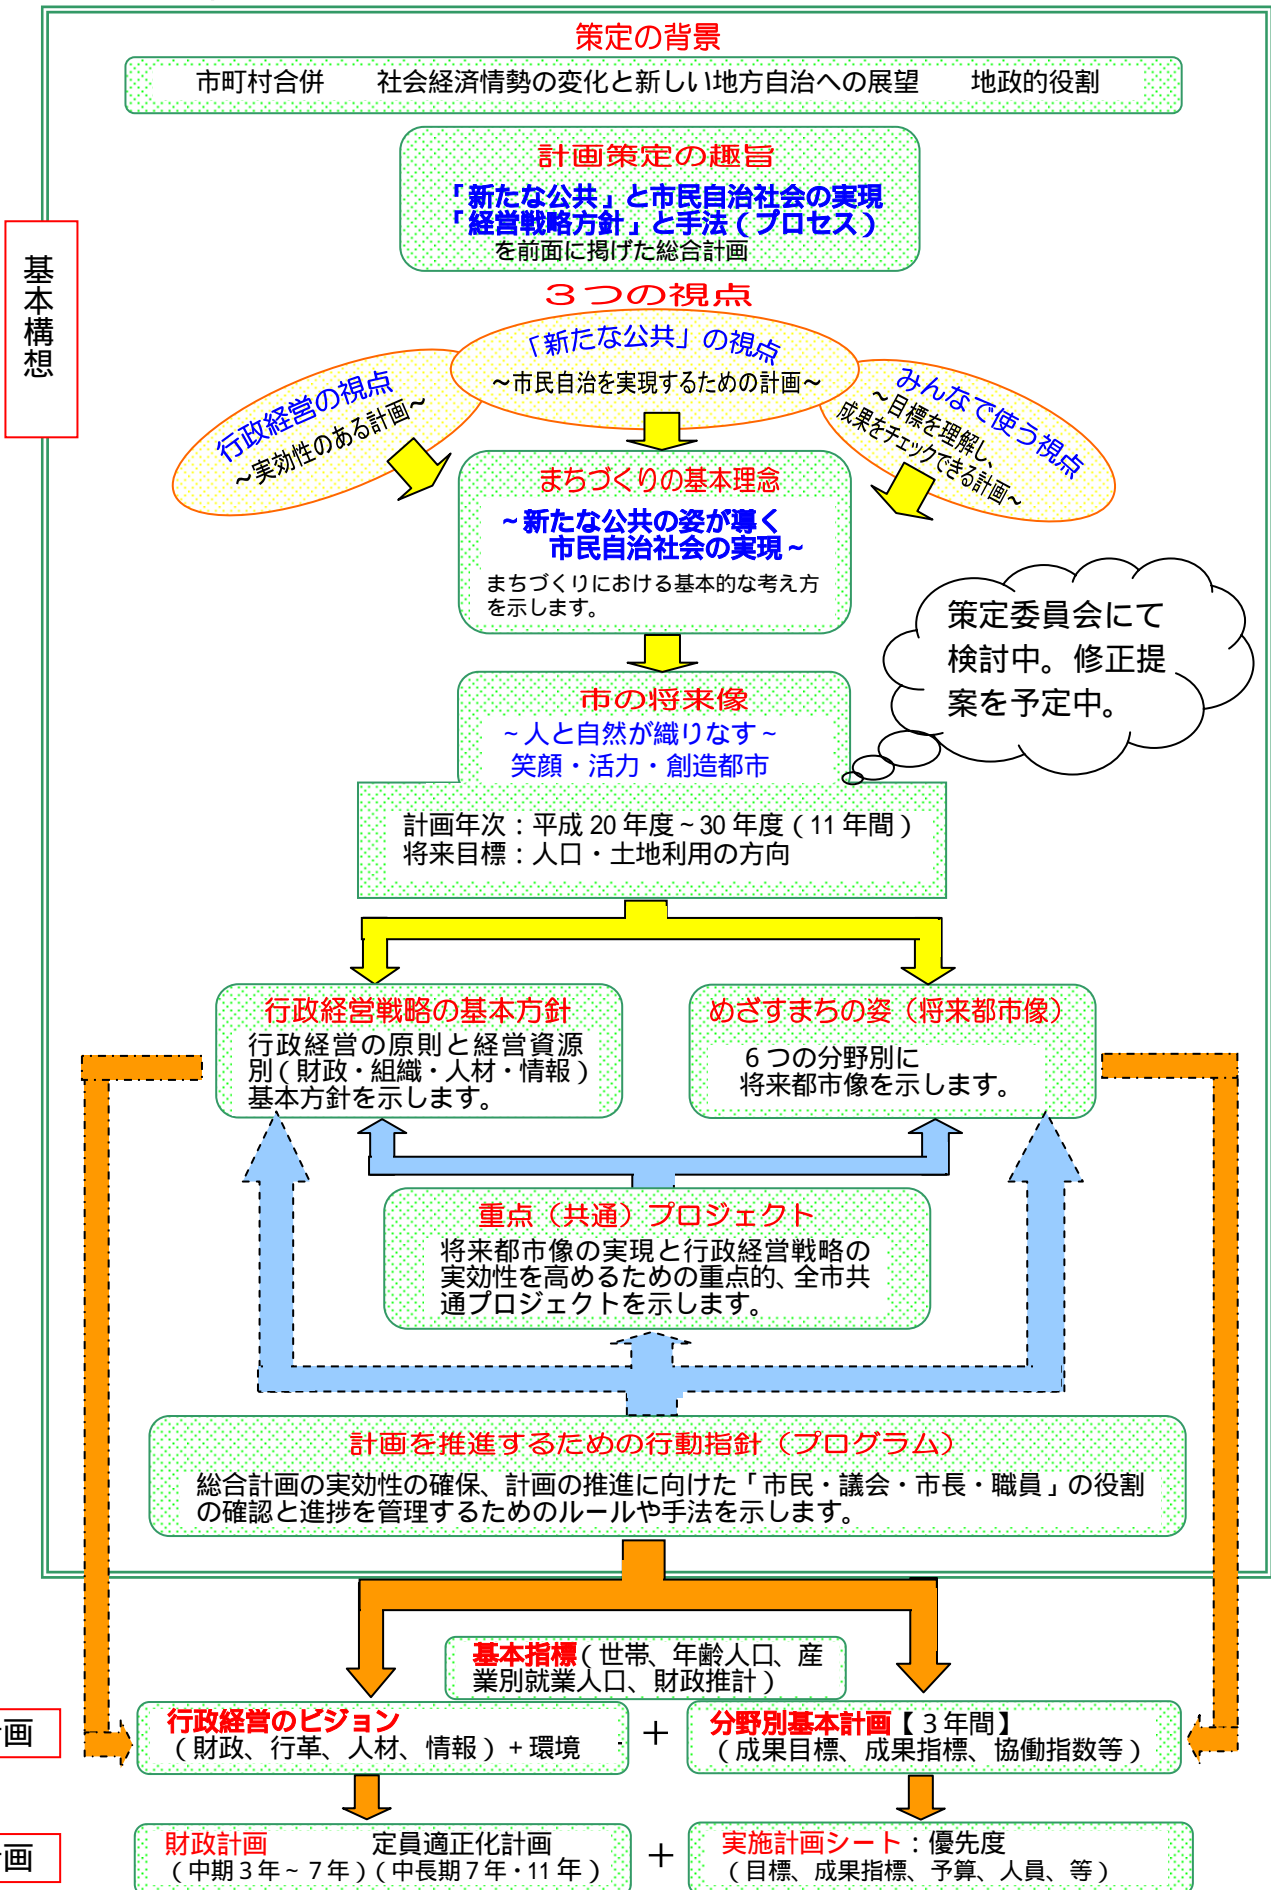 策定の背景
市町村合併　　社会経済情勢の変化と新しい地方自治への展望　　地政的役割
計画策定の趣旨
「新たな公共」と市民自治社会の実現
「経営戦略方針」と手法（プロセス）
を前面に掲げた総合計画
基本構想
３つの視点
「新たな公共」の視点
～市民自治を実現するための計画～
行政経営の視点
～実効性のある計画～
みんなで使う視点
～目標を理解し、
成果をチェックできる計画～
まちづくりの基本理念
～新たな公共の姿が導く
市民自治社会の実現～
まちづくりにおける基本的な考え方
を示します。
策定委員会にて
検討中。修正提
案を予定中。
市の将来像
～人と自然が織りなす～
笑顔・活力・創造都市
計画年次：平成 20 年度～30 年度（11 年間）
将来目標：人口・土地利用の方向
行政経営戦略の基本方針
行政経営の原則と経営資源
別（財政・組織・人材・情報）
基本方針を示します。
めざすまちの姿（将来都市像）
６つの分野別に
将来都市像を示します。
重点（共通）プロジェクト
将来都市像の実現と行政経営戦略の
実効性を高めるための重点的、全市共
通プロジェクトを示します。
計画を推進するための行動指針（プログラム）
総合計画の実効性の確保、計画の推進に向けた「市民・議会・市長・職員」の役割
の確認と進捗を管理するためのルールや手法を示します。
基本指標（世帯、年齢人口、産
業別就業人口、財政推計）
画
行政経営のビジョン
（財政、行革、人材、情報）＋環境
＋
分野別基本計画【３年間】
（成果目標、成果指標、協働指数等）
画
財政計画　　　　定員適正化計画
（中期３年～７年）（中長期７年・11 年）
＋
実施計画シート：優先度
（目標、成果指標、予算、人員、等）